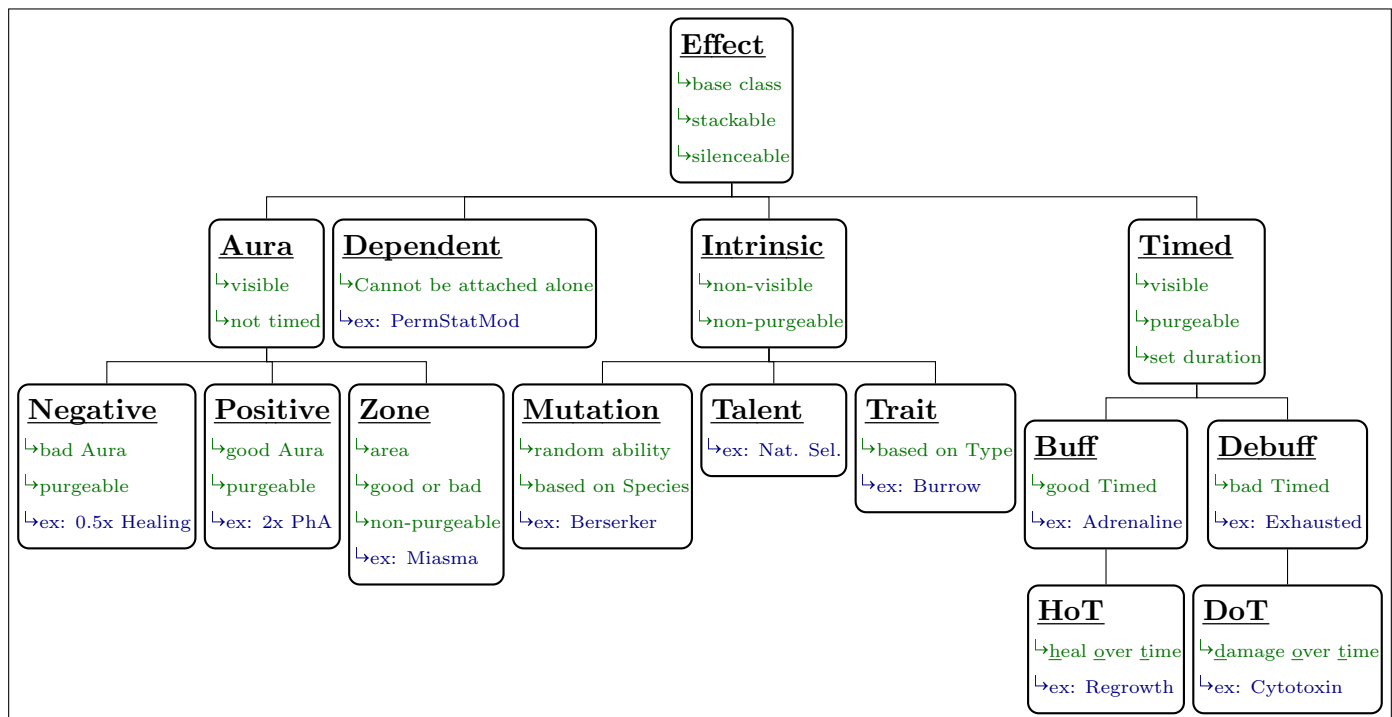 Effect
↳base class
↳stackable
↳silenceable
Aura
↳visible
↳not timed
Dependent
↳Cannot be attached alone
↳ex: PermStatMod
Intrinsic
↳non-visible
↳non-purgeable
Timed
↳visible
↳purgeable
↳set duration
Negative
↳bad Aura
↳purgeable
↳ex: 0.5x Healing
Positive
↳good Aura
↳purgeable
↳ex: 2x PhA
Zone
↳area
↳good or bad
↳non-purgeable
↳ex: Miasma
Mutation
↳random ability
↳based on Species
↳ex: Berserker
Talent
↳ex: Nat. Sel.
Trait
↳based on Type
↳ex: Burrow
Buff
↳good Timed
↳ex: Adrenaline
Debuff
↳bad Timed
↳ex: Exhausted
HoT
↳heal over time
↳ex: Regrowth
DoT
↳damage over time
↳ex: Cytotoxin